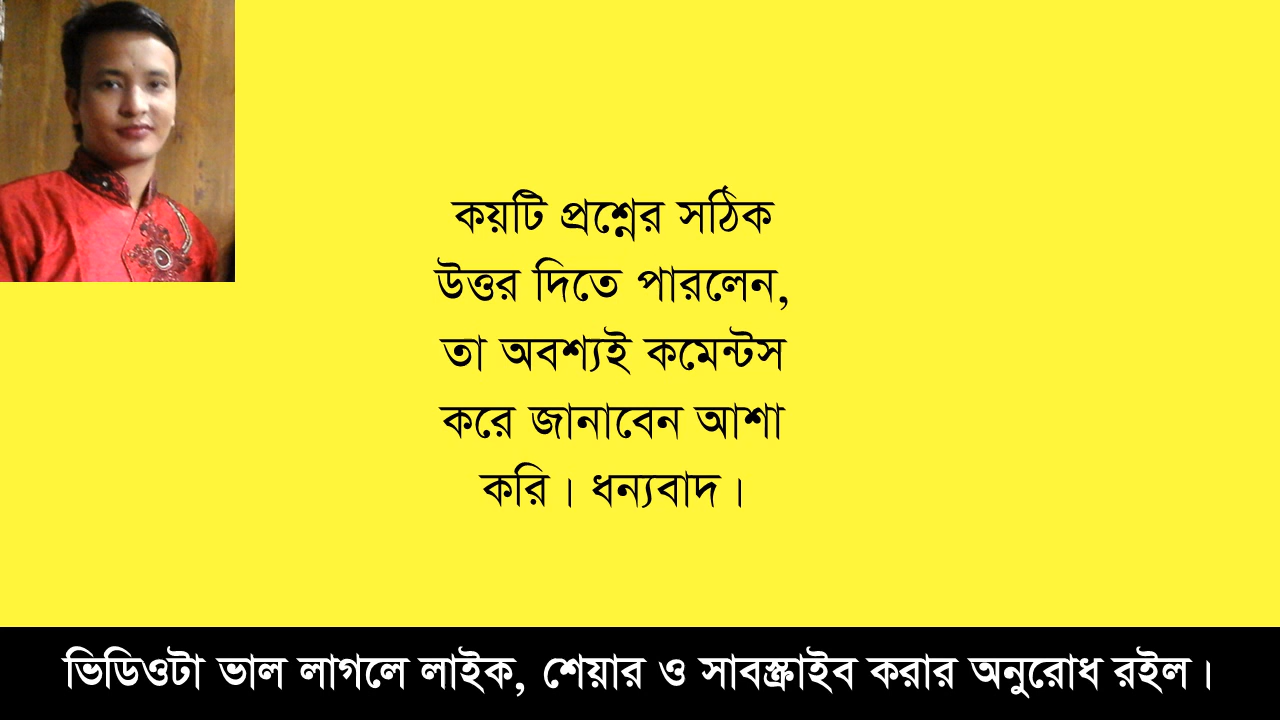 কয়টি প্রশ্নের সঠিক
উত্তর দিতে পারলেন,
তা অবশ্যই কমেন্টস
করে জানাবেন আশা
করি। ধন্যবাদ।
ভিডিওটা ভাল লাগলে লাইক, শেয়ার ও সাবস্ক্রাইব করার অনুরোধ রইল।